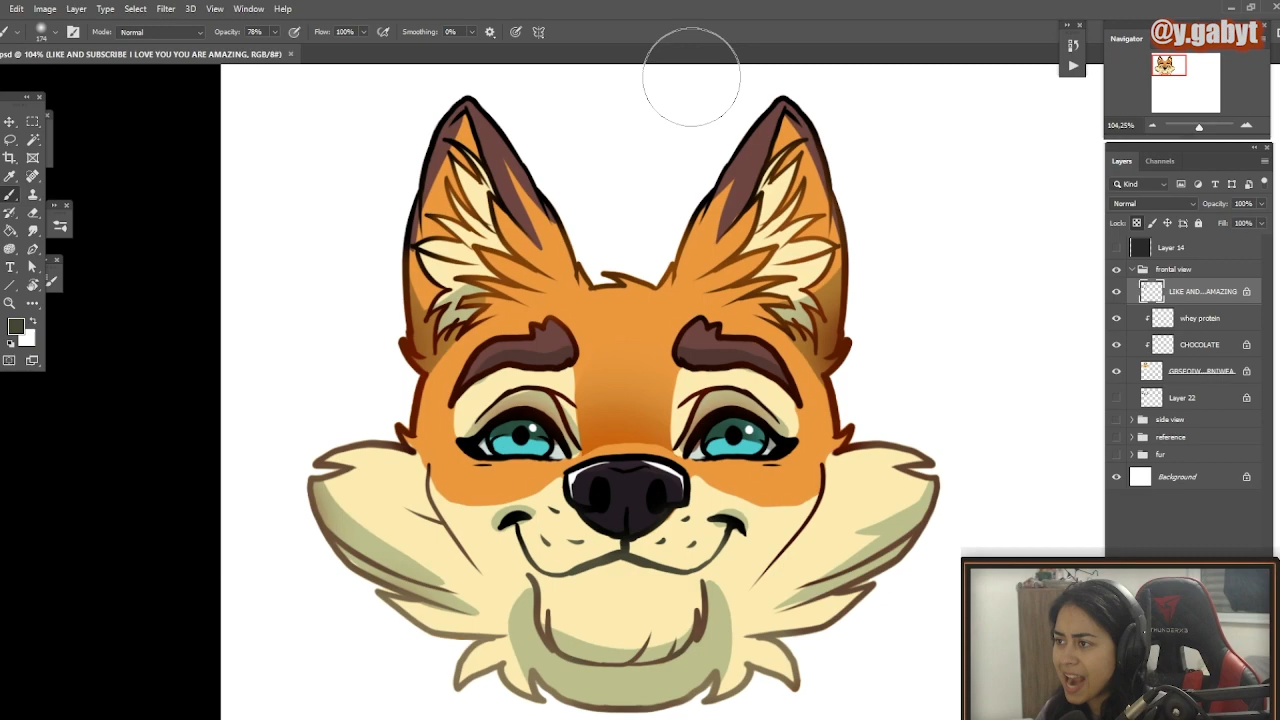 Edit Image Layer Type Select Filter 3D View Window Help
174 Mode: Normal Opacity: 78% Flow: 100% Smoothing: 0%
psd @ 104% (LIKE AND SUBSCRIBE I LOVE YOU YOU ARE AMAZING, RGB/8#) ×
@y.gabyt
Navigator
104,25%
Layers Channels
Kind
Normal Opacity: 100%
Lock: Fill: 100%
Layer 14
frontal view
LIKE AND...AMAZING
whey protein
CHOCOLATE
Layer 22
side view
reference
fur
Background
THUNDERX3